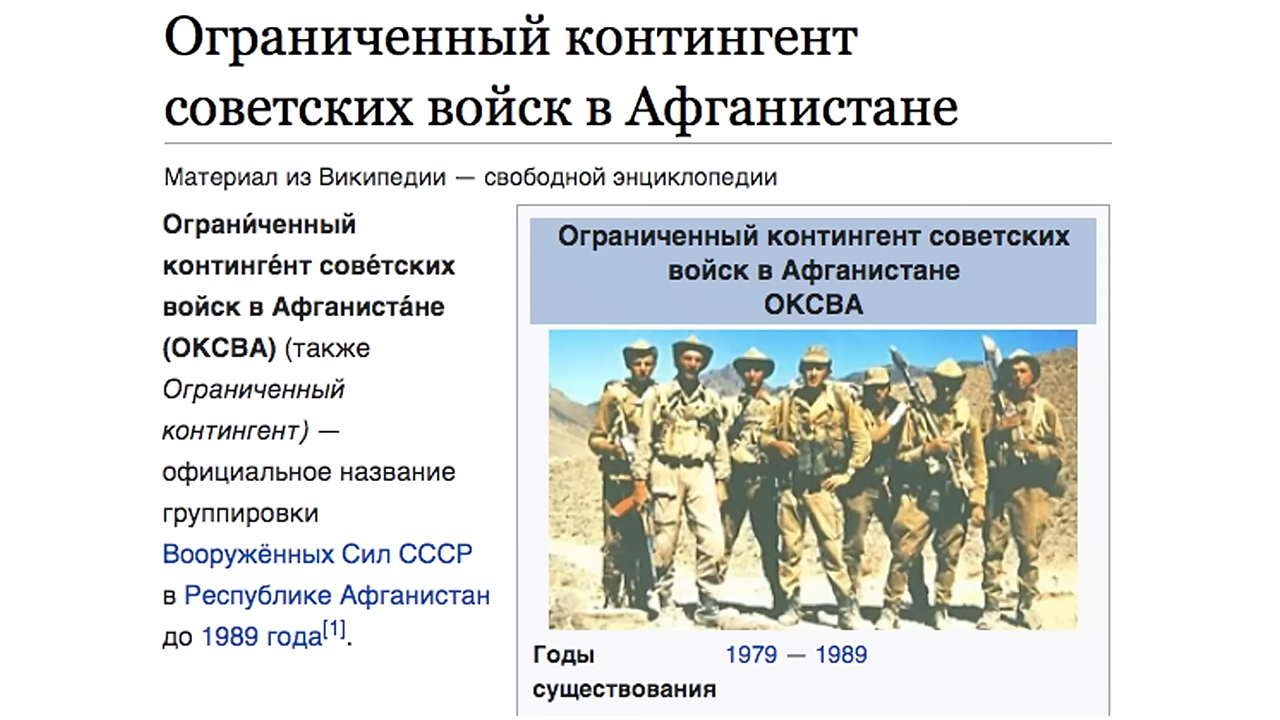 Ограниченный контингент
советских войск в Афганистане
Материал из Википедии — свободной энциклопедии
Ограни́ченный
континге́нт сове́тских
войск в Афганиста́не
(ОКСВА) (также
Ограниченный
контингент) —
официальное название
группировки
Вооружённых Сил СССР
в Республике Афганистан
до 1989 года[1].
Ограниченный контингент советских
войск в Афганистане
ОКСВА
Годы 1979 — 1989
существования